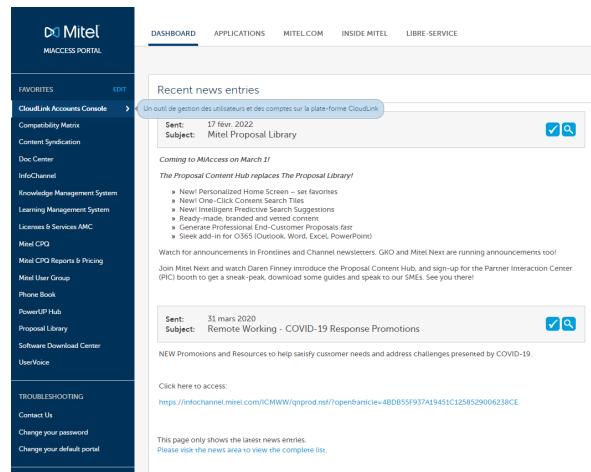 Mitel
MIACCESS PORTAL
DASHBOARD APPLICATIONS MITEL.COM INSIDE MITEL LIBRE-SERVICE
FAVORITES EDIT
CloudLink Accounts Console
Compatibility Matrix
Content Syndication
Doc Center
InfoChannel
Knowledge Management System
Learning Management System
Licenses & Services AMC
Mitel CPQ
Mitel CPQ Reports & Pricing
Mitel User Group
Phone Book
PowerUP Hub
Proposal Library
Software Download Center
UserVoice
TROUBLESHOOTING
Contact Us
Change your password
Change your default portal
Recent news entries
Un outil de gestion des utilisateurs et des comptes sur la plate-forme CloudLink
Sent: 17 févr. 2022
Subject: Mitel Proposal Library
Coming to MiAccess on March 1!
The Proposal Content Hub replaces The Proposal Library!
» New! Personalized Home Screen – set favorites
» New! One-Click Content Search Tiles
» New! Intelligent Predictive Search Suggestions
» Ready-made, branded and vetted content
» Generate Professional End-Customer Proposals fast
» Sleek add-in for O365 (Outlook, Word, Excel, PowerPoint)
Watch for announcements in Frontlines and Channel newsletters. GKO and Mitel Next are running announcements too!
Join Mitel Next and watch Daren Finney introduce the Proposal Content Hub, and sign-up for the Partner Interaction Center
(PIC) booth to get a sneak-peak, download some guides and speak to our SMEs. See you there!
Sent: 31 mars 2020
Subject: Remote Working - COVID-19 Response Promotions
NEW Promotions and Resources to help satisfy customer needs and address challenges presented by COVID-19.
Click here to access:
https://infochannel.mitel.com/ICMWW/qnprod.nsf/?open&article=4BDB55F937A19451C1258529006238CE
This page only shows the latest news entries.
Please visit the news area to view the complete list.